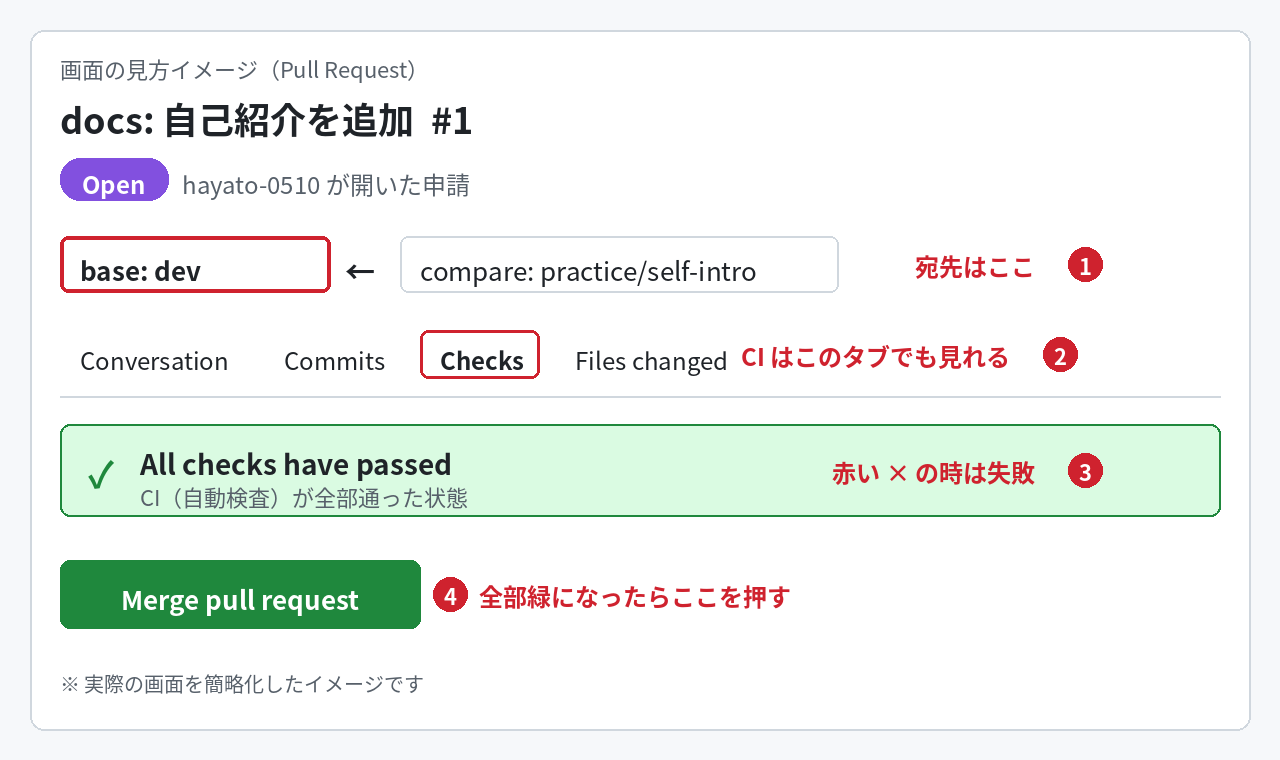 画面の見方イメージ（Pull Request）
docs: 自己紹介を追加 #1
Open hayato-0510 が開いた申請
base: dev ← compare: practice/self-intro 宛先はここ 1
Conversation Commits Checks Files changed CI はこのタブでも見れる 2
✓ All checks have passed
CI（自動検査）が全部通った状態
赤い × の時は失敗 3
Merge pull request 4 全部緑になったらここを押す
※ 実際の画面を簡略化したイメージです